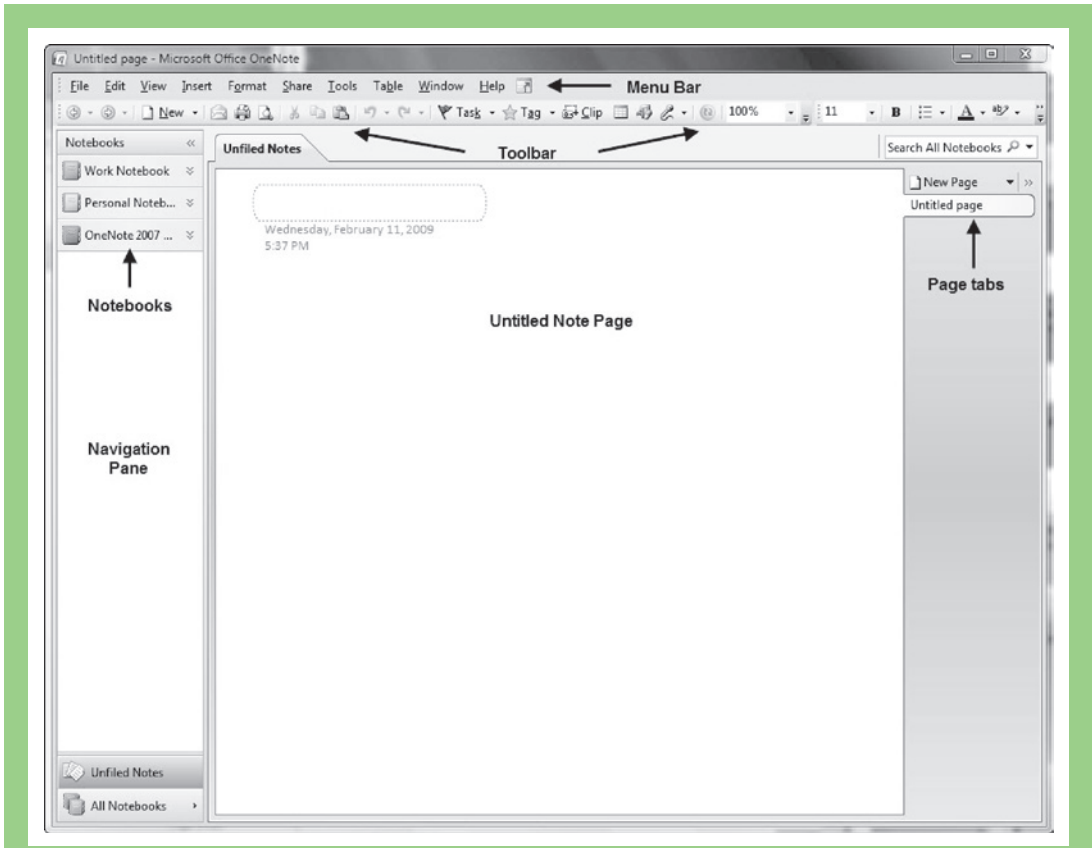 Untitled page - Microsoft Office OneNote
File Edit View Insert Format Share Tools Table Window Help
Menu Bar
New Task Tag Clip 100% 11 B A ab
Toolbar
Notebooks «
Unfiled Notes
Search All Notebooks
Work Notebook
Personal Noteb...
OneNote 2007 ...
New Page »
Untitled page
Wednesday, February 11, 2009
5:37 PM
Notebooks
Page tabs
Untitled Note Page
Navigation
Pane
Unfiled Notes
All Notebooks